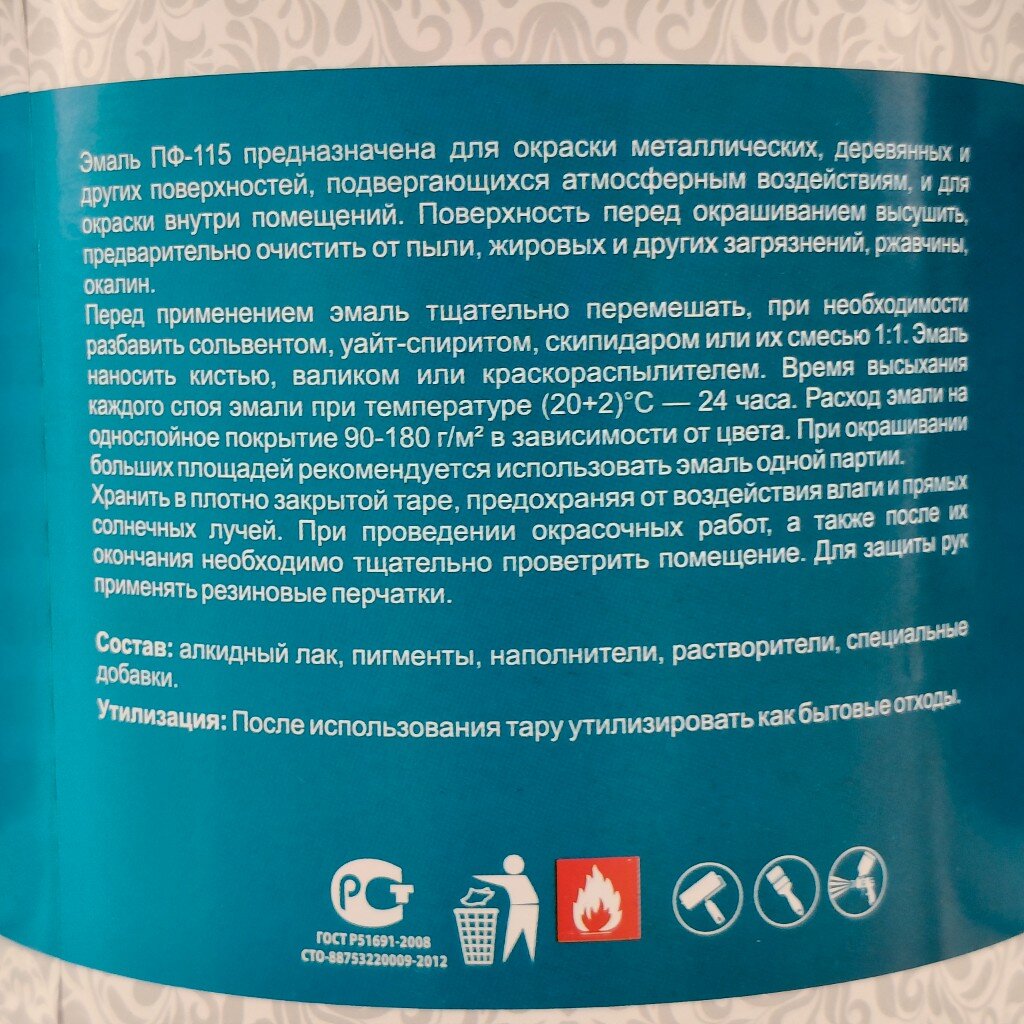 Эмаль ПФ-115 предназначена для окраски металлических, деревянных и
других поверхностей, подвергающихся атмосферным воздействиям, и для
окраски внутри помещений. Поверхность перед окрашиванием высушить,
предварительно очистить от пыли, жировых и других загрязнений, ржавчины,
окалин.
Перед применением эмаль тщательно перемешать, при необходимости
разбавить сольвентом, уайт-спиритом, скипидаром или их смесью 1:1. Эмаль
наносить кистью, валиком или краскораспылителем. Время высыхания
каждого слоя эмали при температуре (20+2)°С — 24 часа. Расход эмали на
однослойное покрытие 90-180 г/м² в зависимости от цвета. При окрашивании
больших площадей рекомендуется использовать эмаль одной партии.
Хранить в плотно закрытой таре, предохраняя от воздействия влаги и прямых
солнечных лучей. При проведении окрасочных работ, а также после их
окончания необходимо тщательно проветрить помещение. Для защиты рук
применять резиновые перчатки.
Состав: алкидный лак, пигменты, наполнители, растворители, специальные
добавки.
Утилизация: После использования тару утилизировать как бытовые отходы.
РСТ
ГОСТ Р51691-2008
СТО-88753220009-2012